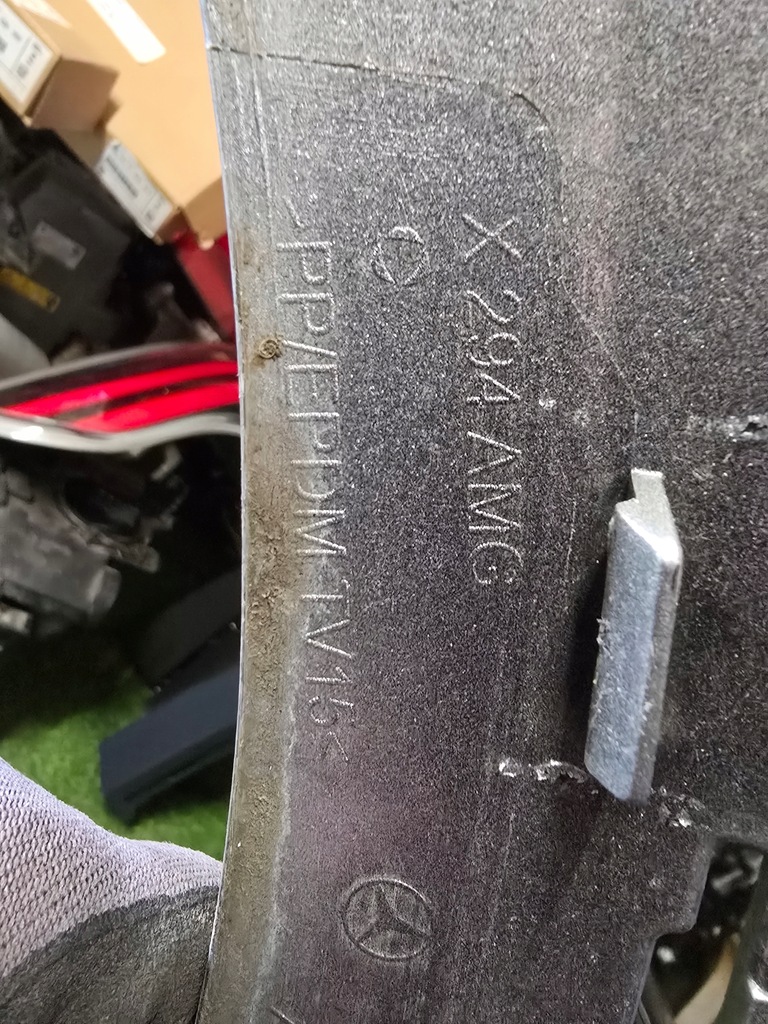 X 294 AMG
>PP/EPDM TV15<